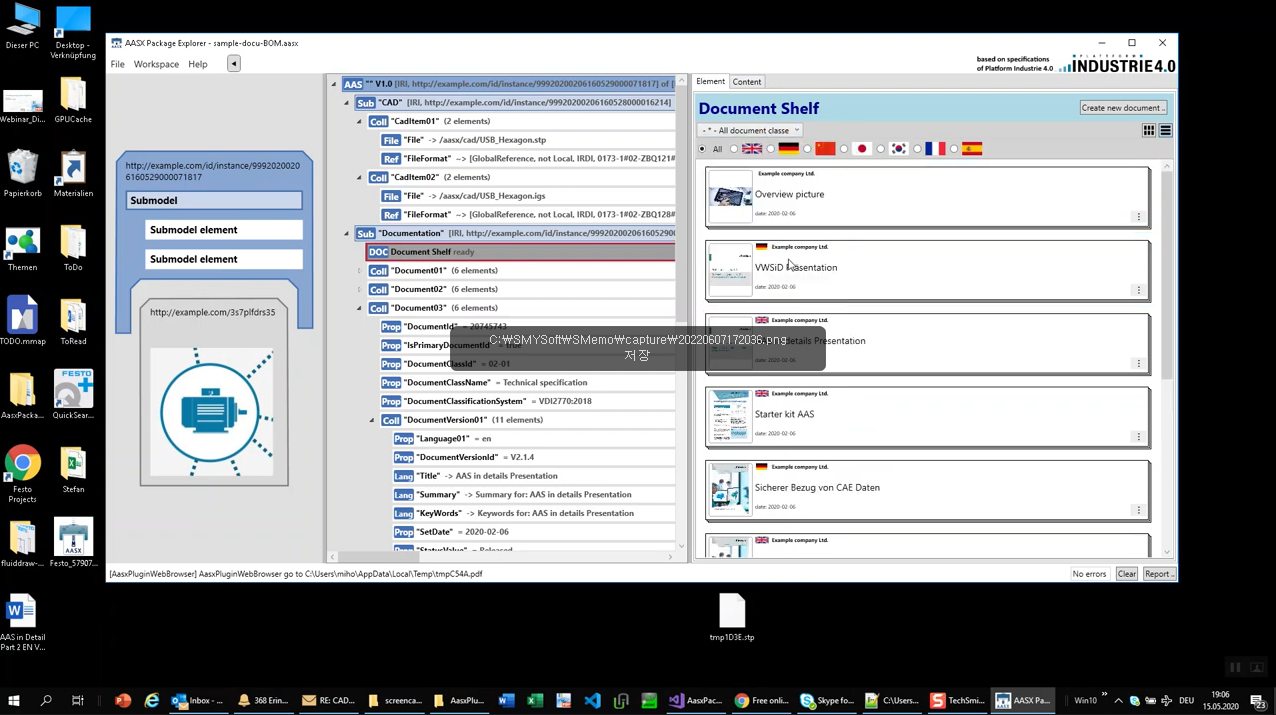 Dieser PC
Desktop - Verknüpfung
Webinar_Di...
GPUCache
Papierkorb
Materialien
Themen
ToDo
TODO.mmap
ToRead
AasxPacka...
QuickSear...
Festo Projects
Stefan
fluiddraw-...
Festo_57907...
AAS in Detail Part 2 EN V...
AASX Package Explorer - sample-docu-BOM.aasx
File Workspace Help
based on specifications
of Platform Industrie 4.0
PLATTFORM
INDUSTRIE4.0
http://example.com/id/instance/9992020020
6160529000071817
Submodel
Submodel element
Submodel element
http://example.com/3s7plfdrs35
AAS "" V1.0 [IRI, http://example.com/id/instance/99920200206160529000071817] of [
Sub "CAD" [IRI, http://example.com/id/instance/99920200206160528000016214]
Coll "CadItem01" (2 elements)
File "File" -> /aasx/cad/USB_Hexagon.stp
Ref "FileFormat" ~> [GlobalReference, not Local, IRDI, 0173-1#02-ZBQ121#
Coll "CadItem02" (2 elements)
File "File" -> /aasx/cad/USB_Hexagon.igs
Ref "FileFormat" ~> [GlobalReference, not Local, IRDI, 0173-1#02-ZBQ128#
Sub "Documentation" [IRI, http://example.com/id/instance/999202002061605290
DOC Document Shelf ready
Coll "Document01" (6 elements)
Coll "Document02" (6 elements)
Coll "Document03" (6 elements)
Prop "DocumentId" = 20745743
Prop "IsPrimaryDocumentId" = true
Prop "DocumentClassId" = 02-01
Prop "DocumentClassName" = Technical specification
Prop "DocumentClassificationSystem" = VDI2770:2018
Coll "DocumentVersion01" (11 elements)
Prop "Language01" = en
Prop "DocumentVersionId" = V2.1.4
Lang "Title" -> AAS in details Presentation
Lang "Summary" -> Summary for: AAS in details Presentation
Lang "KeyWords" -> Keywords for: AAS in details Presentation
Prop "SetDate" = 2020-02-06
Prop "StatusValue" = Released
C:\SMYSoft\SMemo\capture\20220607172036.png
저장
Element Content
Document Shelf
Create new document ..
- * - All document classe
All
Example company Ltd.
Overview picture
date: 2020-02-06
Example company Ltd.
VWSiD Presentation
date: 2020-02-06
Example company Ltd.
details Presentation
Example company Ltd.
Starter kit AAS
date: 2020-02-06
Example company Ltd.
Sicherer Bezug von CAE Daten
date: 2020-02-06
Example company Ltd.
[AasxPluginWebBrowser] AasxPluginWebBrowser go to C:\Users\miho\AppData\Local\Temp\tmpC54A.pdf
No errors Clear Report ..
tmp1D3E.stp
Inbox - ...
368 Erin...
RE: CAD...
screenca...
AasxPlu...
AasxPac...
Free onli...
Skype fo...
C:\Users...
TechSmi...
AASX Pa...
Win10
DEU
19:06
15.05.2020
23